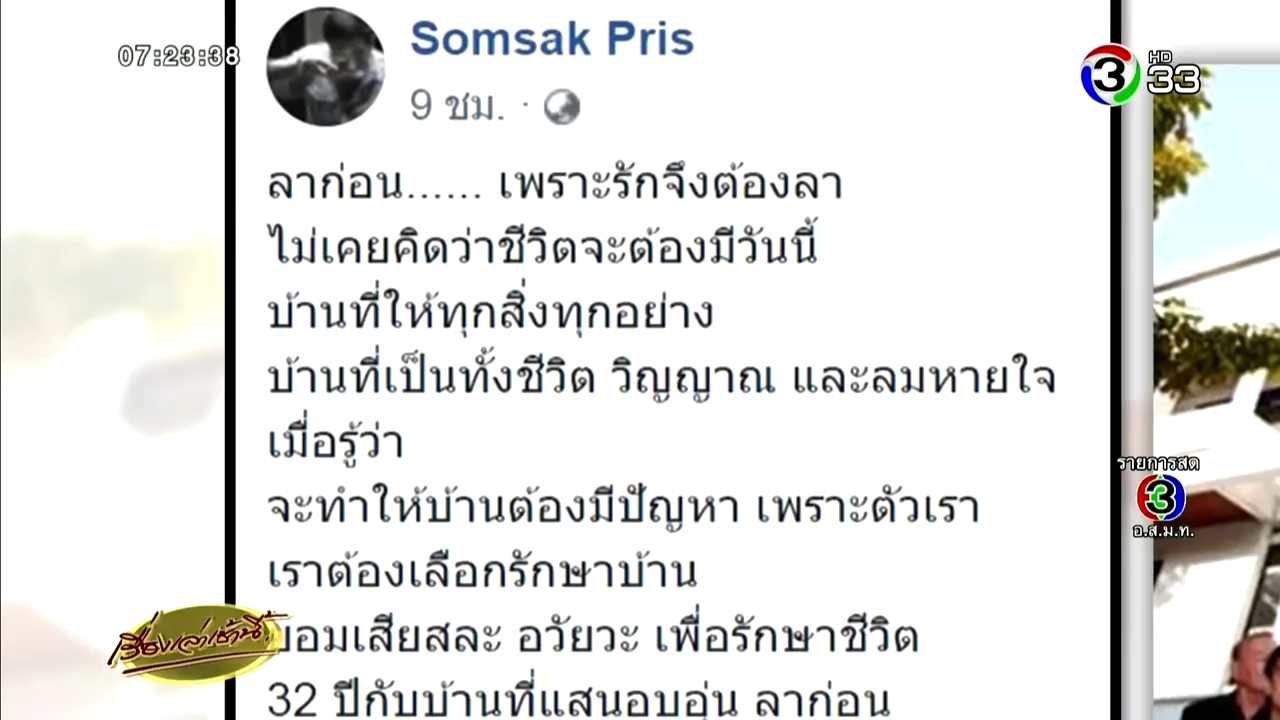 07:23:38
Somsak Pris
9 ชม. ·
3 HD 33
ลาก่อน...... เพราะรักจึงต้องลา
ไม่เคยคิดว่าชีวิตจะต้องมีวันนี้
บ้านที่ให้ทุกสิ่งทุกอย่าง
บ้านที่เป็นทั้งชีวิต วิญญาณ และลมหายใจ
เมื่อรู้ว่า
จะทำให้บ้านต้องมีปัญหา เพราะตัวเรา
เราต้องเลือกรักษาบ้าน
ยอมเสียสละ อวัยวะ เพื่อรักษาชีวิต
32 ปีกับบ้านที่แสนอบอุ่น ลาก่อน
รายการสด
3
อ.ส.ม.ท.
เรื่องเล่าเช้านี้